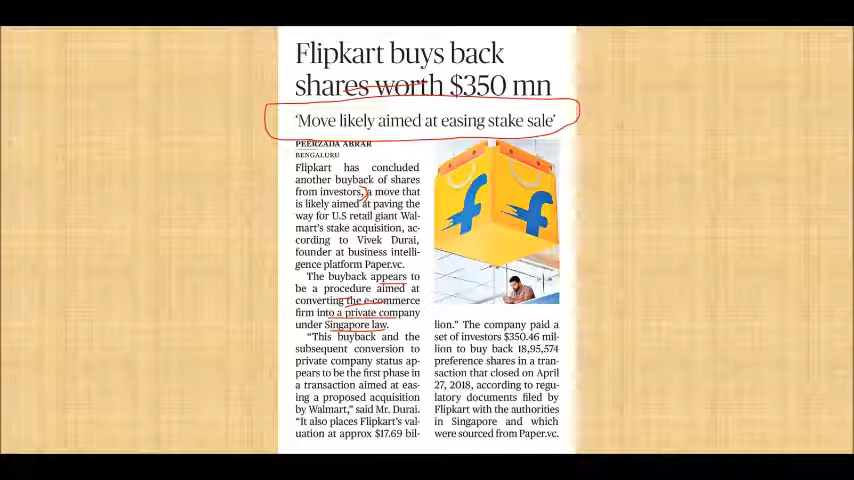 Flipkart buys back
shares worth $350 mn
‘Move likely aimed at easing stake sale’
PEERZADA ABRAR
BENGALURU
Flipkart has concluded
another buyback of shares
from investors, a move that
is likely aimed at paving the
way for U.S retail giant Wal-
mart’s stake acquisition, ac-
cording to Vivek Durai,
founder at business intelli-
gence platform Paper.vc.
The buyback appears to
be a procedure aimed at
converting the e-commerce
firm into a private company
under Singapore law.
“This buyback and the
subsequent conversion to
private company status ap-
pears to be the first phase in
a transaction aimed at eas-
ing a proposed acquisition
by Walmart,” said Mr. Durai.
“It also places Flipkart’s val-
uation at approx $17.69 bil-
lion.” The company paid a
set of investors $350.46 mil-
lion to buy back 18,95,574
preference shares in a tran-
saction that closed on April
27, 2018, according to regu-
latory documents filed by
Flipkart with the authorities
in Singapore and which
were sourced from Paper.vc.